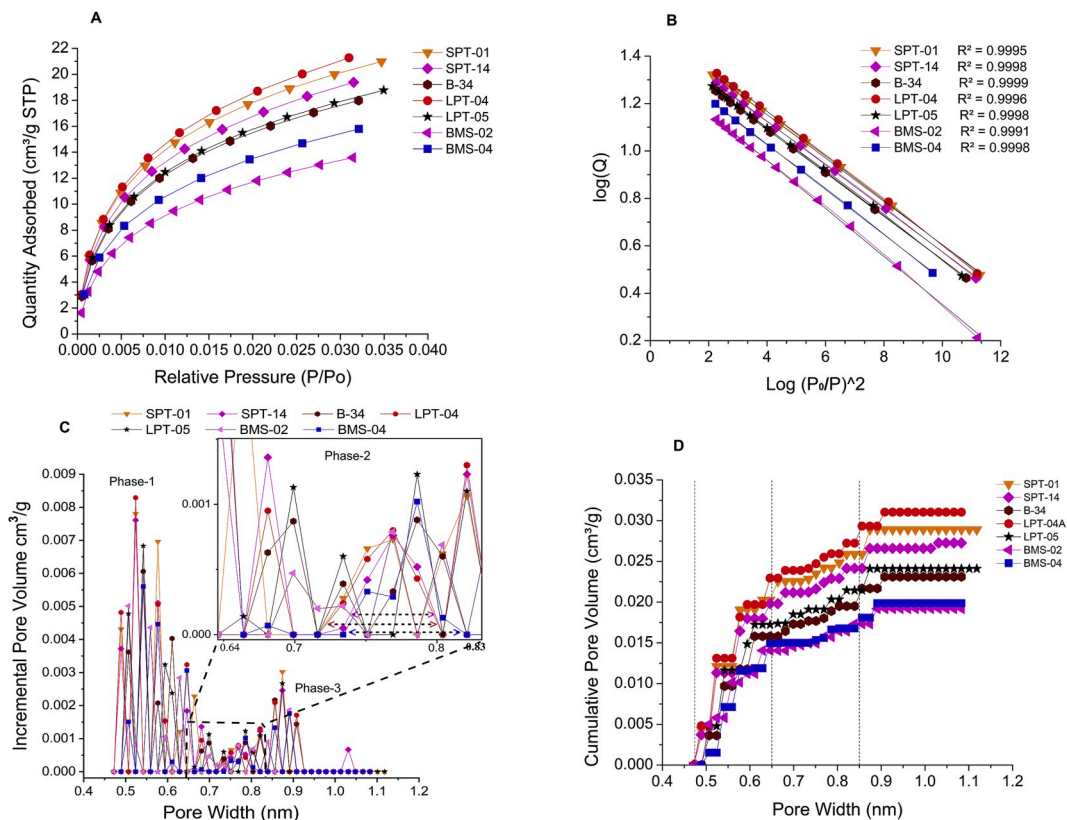 A
Quantity Adsorbed (cm³/g STP)
22
20
18
16
14
12
10
8
6
4
2
0
0.000 0.005 0.010 0.015 0.020 0.025 0.030 0.035 0.040
Relative Pressure (P/Po)
SPT-01
SPT-14
B-34
LPT-04
LPT-05
BMS-02
BMS-04
B
log(Q)
1.4
1.2
1.0
0.8
0.6
0.4
0.2
0 2 4 6 8 10 12
Log (P₀/P)^2
SPT-01 R² = 0.9995
SPT-14 R² = 0.9998
B-34 R² = 0.9999
LPT-04 R² = 0.9996
LPT-05 R² = 0.9998
BMS-02 R² = 0.9991
BMS-04 R² = 0.9998
SPT-01 SPT-14 B-34 LPT-04
LPT-05 BMS-02 BMS-04
C
Incremental Pore Volume cm³/g
0.009
0.008
0.007
0.006
0.005
0.004
0.003
0.002
0.001
0.000
0.4 0.5 0.6 0.7 0.8 0.9 1.0 1.1 1.2
Pore Width (nm)
Phase-1
Phase-2
0.001
0.000
0.64 0.7 0.8 0.83
Phase-3
D
Cumulative Pore Volume (cm³/g)
0.035
0.030
0.025
0.020
0.015
0.010
0.005
0.000
0.4 0.5 0.6 0.7 0.8 0.9 1.0 1.1 1.2
Pore Width (nm)
SPT-01
SPT-14
B-34
LPT-04A
LPT-05
BMS-02
BMS-04